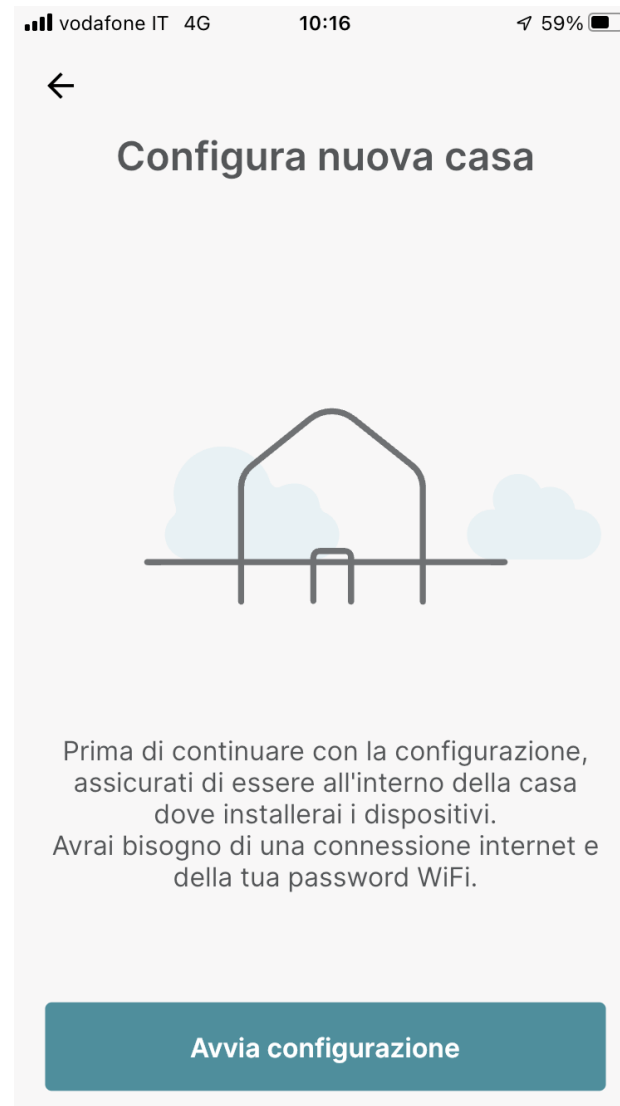 vodafone IT 4G 10:16 59%
Configura nuova casa
Prima di continuare con la configurazione,
assicurati di essere all'interno della casa
dove installerai i dispositivi.
Avrai bisogno di una connessione internet e
della tua password WiFi.
Avvia configurazione